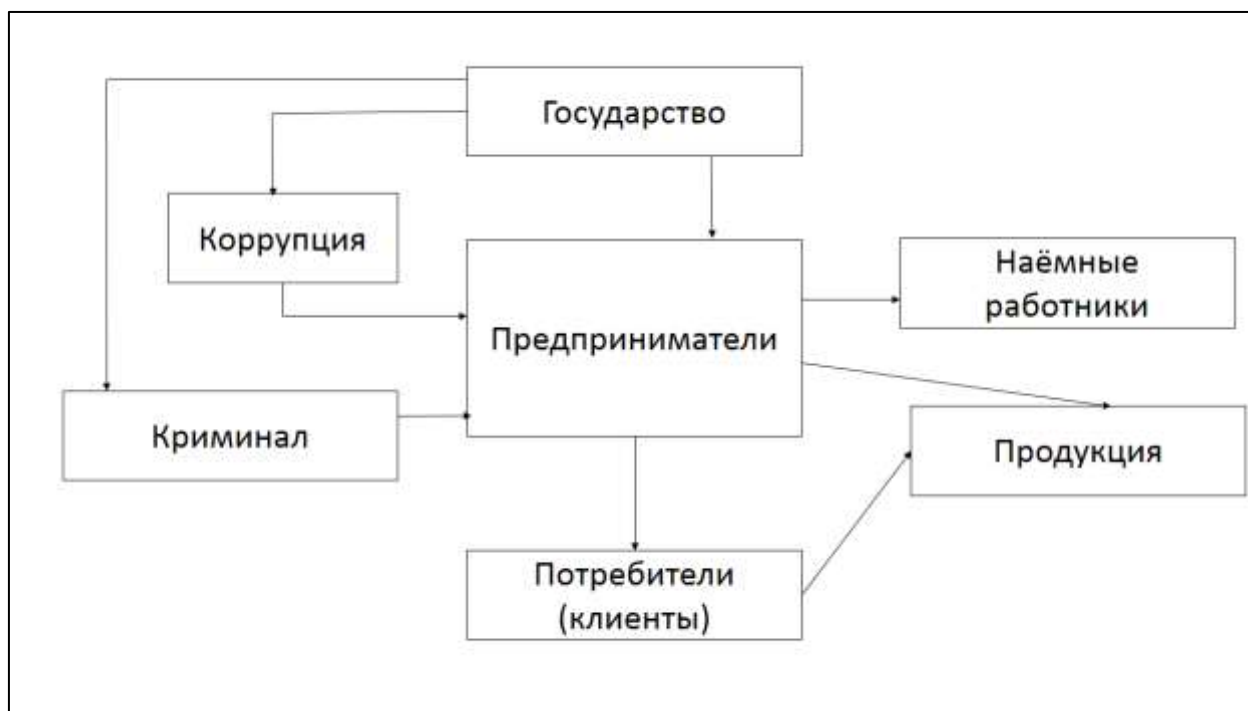 Государство
Коррупция
Предприниматели
Наёмные
работники
Криминал
Продукция
Потребители
(клиенты)